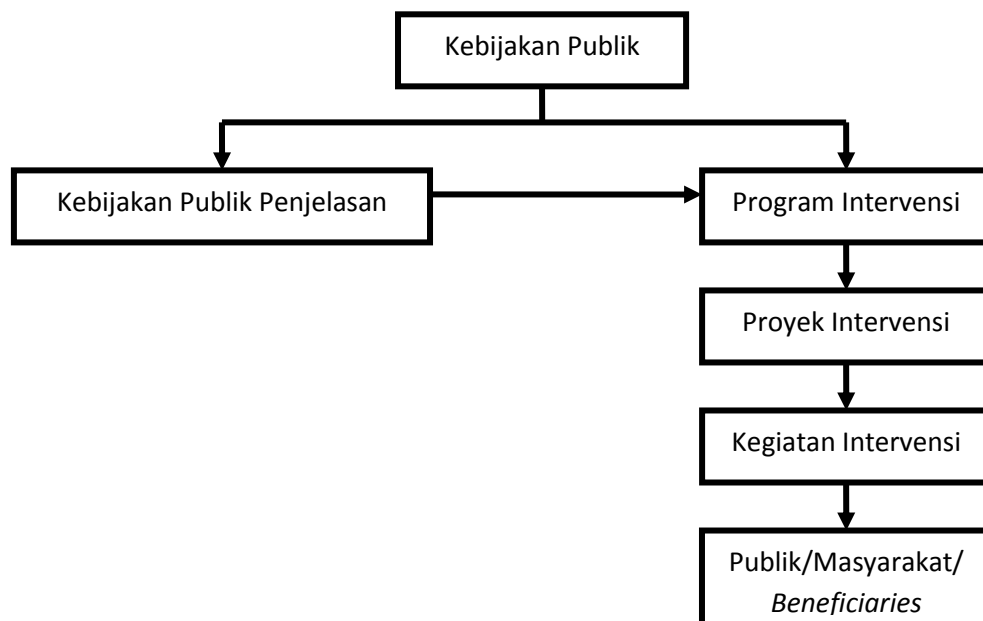 Kebijakan Publik
Kebijakan Publik Penjelasan
Program Intervensi
Proyek Intervensi
Kegiatan Intervensi
Publik/Masyarakat/
Beneficiaries